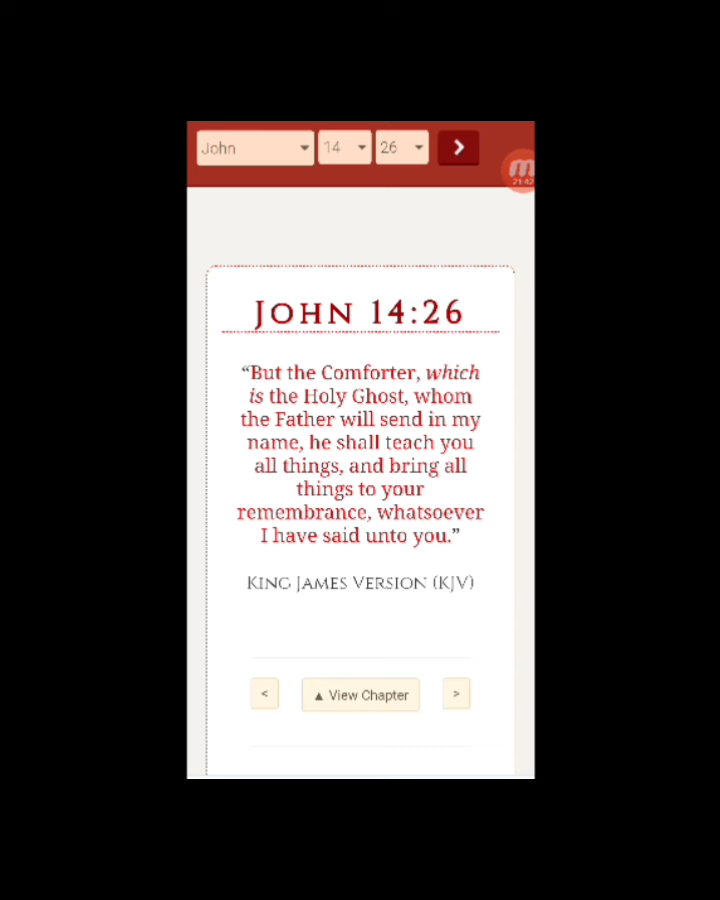 John 14 26
21:42
JOHN 14:26
“But the Comforter, which
is the Holy Ghost, whom
the Father will send in my
name, he shall teach you
all things, and bring all
things to your
remembrance, whatsoever
I have said unto you.”
KING JAMES VERSION (KJV)
< ▲ View Chapter >